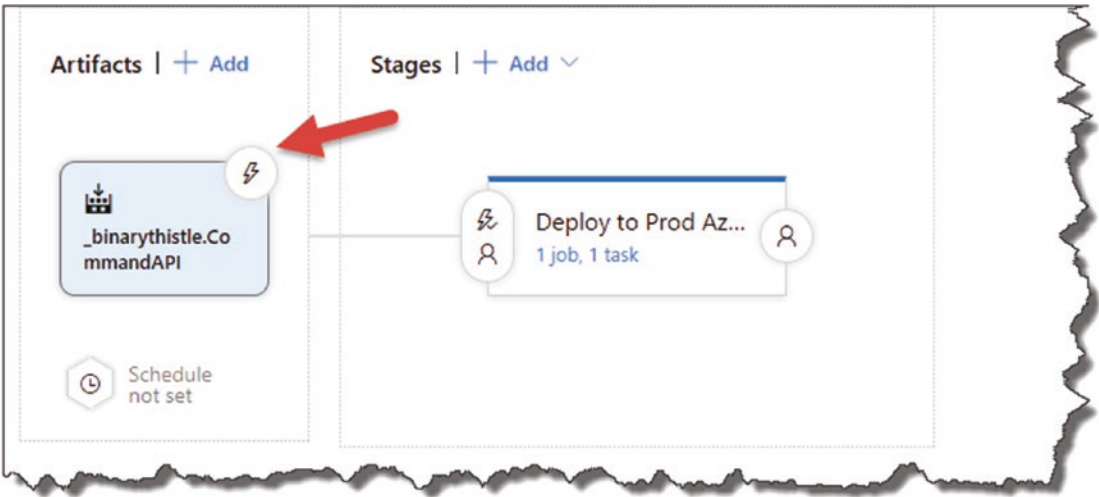 Artifacts | + Add
Stages | + Add
_binarythistle.Co
mmandAPI
Deploy to Prod Az...
1 job, 1 task
Schedule
not set